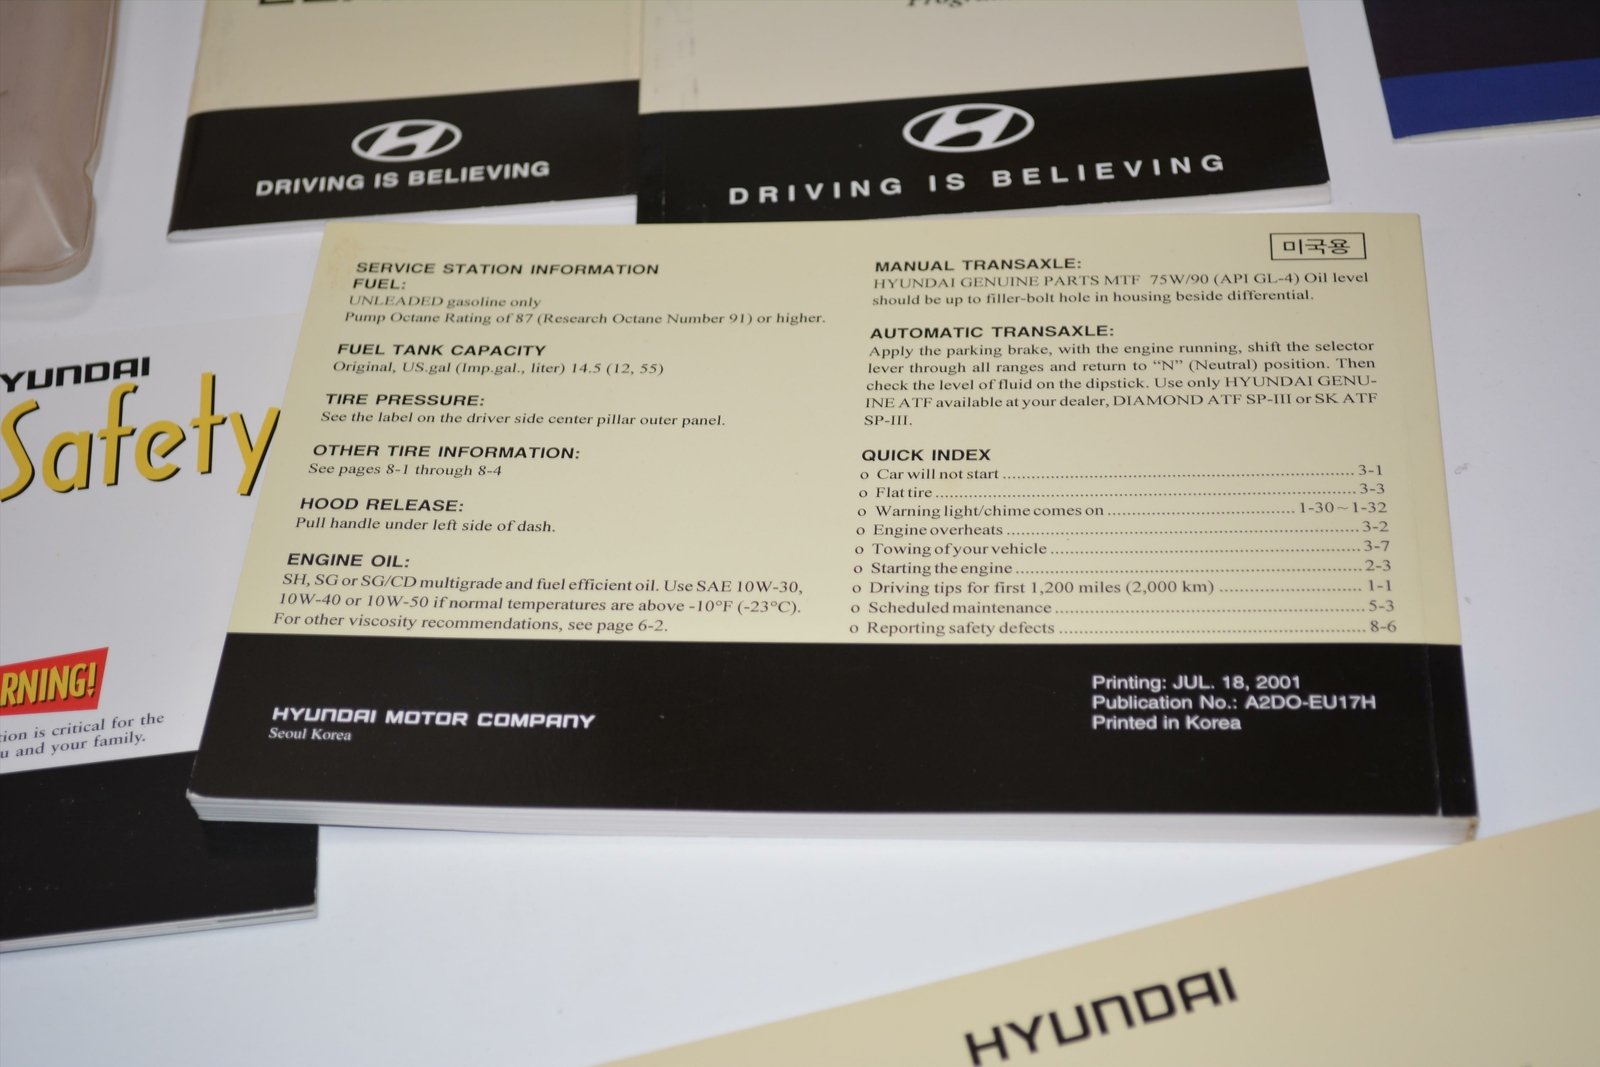 DRIVING IS BELIEVING
DRIVING IS BELIEVING
SERVICE STATION INFORMATION
FUEL:
UNLEADED gasoline only
Pump Octane Rating of 87 (Research Octane Number 91) or higher.
FUEL TANK CAPACITY
Original, US.gal (Imp.gal., liter) 14.5 (12, 55)
TIRE PRESSURE:
See the label on the driver side center pillar outer panel.
OTHER TIRE INFORMATION:
See pages 8-1 through 8-4
HOOD RELEASE:
Pull handle under left side of dash.
ENGINE OIL:
SH, SG or SG/CD multigrade and fuel efficient oil. Use SAE 10W-30,
10W-40 or 10W-50 if normal temperatures are above -10°F (-23°C).
For other viscosity recommendations, see page 6-2.
미국용
MANUAL TRANSAXLE:
HYUNDAI GENUINE PARTS MTF 75W/90 (API GL-4) Oil level
should be up to filler-bolt hole in housing beside differential.
AUTOMATIC TRANSAXLE:
Apply the parking brake, with the engine running, shift the selector
lever through all ranges and return to “N” (Neutral) position. Then
check the level of fluid on the dipstick. Use only HYUNDAI GENU-
INE ATF available at your dealer, DIAMOND ATF SP-III or SK ATF
SP-III.
QUICK INDEX
o Car will not start ........ 3-1
o Flat tire ........ 3-3
o Warning light/chime comes on ........ 1-30 ~ 1-32
o Engine overheats ........ 3-2
o Towing of your vehicle ........ 3-7
o Starting the engine ........ 2-3
o Driving tips for first 1,200 miles (2,000 km) ........ 1-1
o Scheduled maintenance ........ 5-3
o Reporting safety defects ........ 8-6
HYUNDAI MOTOR COMPANY
Seoul Korea
Printing: JUL. 18, 2001
Publication No.: A2DO-EU17H
Printed in Korea
YUNDAI
Safety
RNING!
tion is critical for the
u and your family.
HYUNDAI